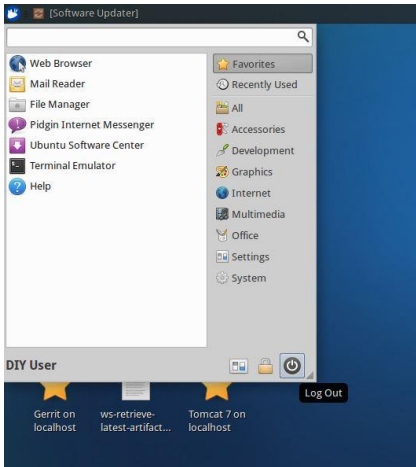 [Software Updater]
Web Browser
Mail Reader
File Manager
Pidgin Internet Messenger
Ubuntu Software Center
Terminal Emulator
Help
Favorites
Recently Used
All
Accessories
Development
Graphics
Internet
Multimedia
Office
Settings
System
DIY User
Log Out
Gerrit on
localhost
ws-retrieve-
latest-artifact...
Tomcat 7 on
localhost